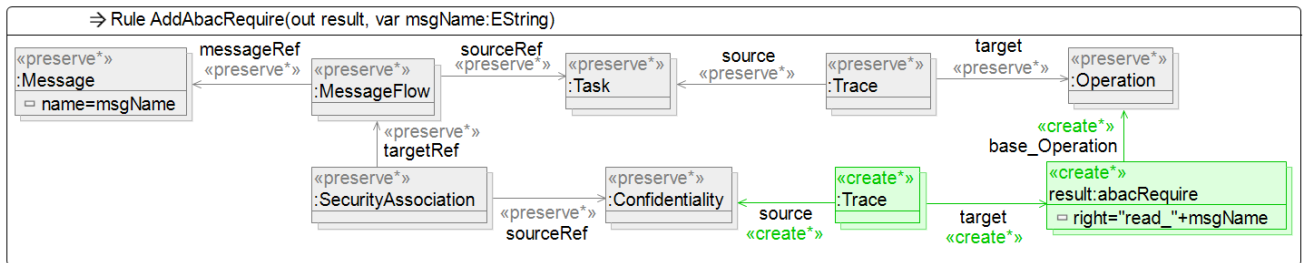 ⇒ Rule AddAbacRequire(out result, var msgName:EString)
«preserve*»
:Message
name=msgName
messageRef
«preserve*»
«preserve*»
:MessageFlow
sourceRef
«preserve*»
«preserve*»
:Task
source
«preserve*»
«preserve*»
:Trace
target
«preserve*»
«preserve*»
:Operation
«preserve*»
targetRef
«create*»
base_Operation
«preserve*»
:SecurityAssociation
«preserve*»
sourceRef
«preserve*»
:Confidentiality
source
«create*»
«create*»
:Trace
target
«create*»
«create*»
result:abacRequire
right="read_"+msgName